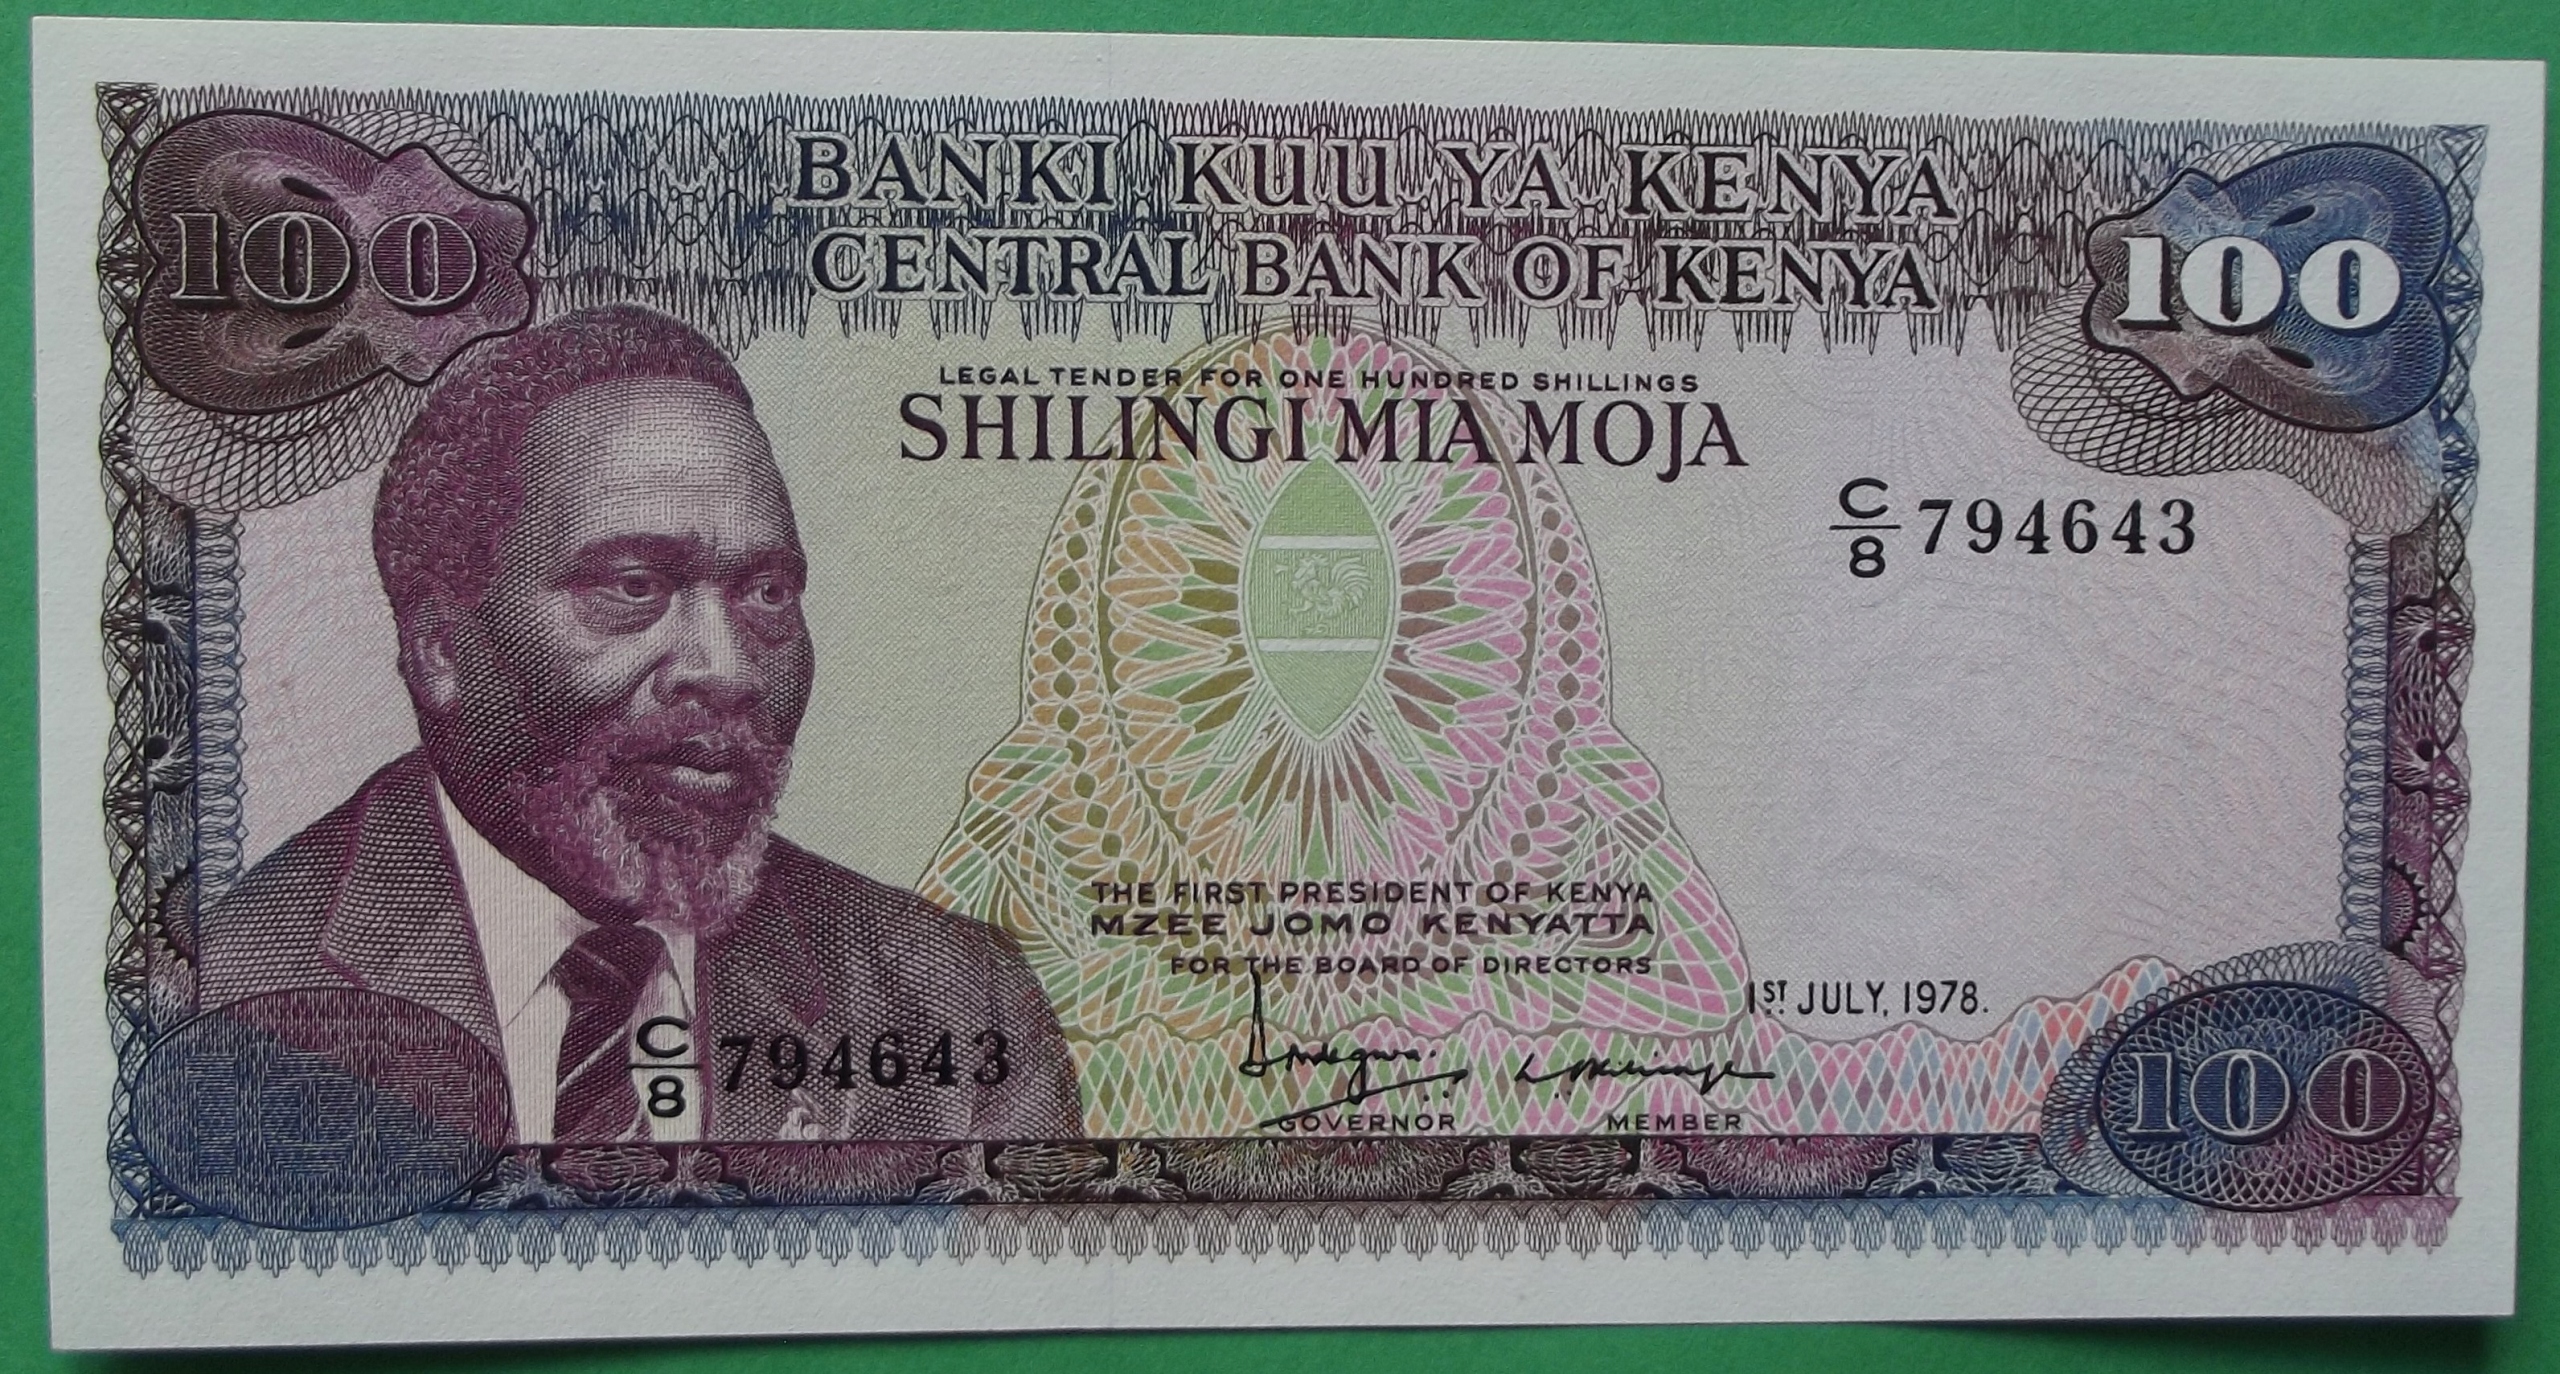 BANKI KUU YA KENYA
CENTRAL BANK OF KENYA
100
100
LEGAL TENDER FOR ONE HUNDRED SHILLINGS
SHILINGI MIA MOJA
C/8 794643
THE FIRST PRESIDENT OF KENYA
MZEE JOMO KENYATTA
FOR THE BOARD OF DIRECTORS
1ST JULY, 1978.
C/8 794643
GOVERNOR
MEMBER
100
100